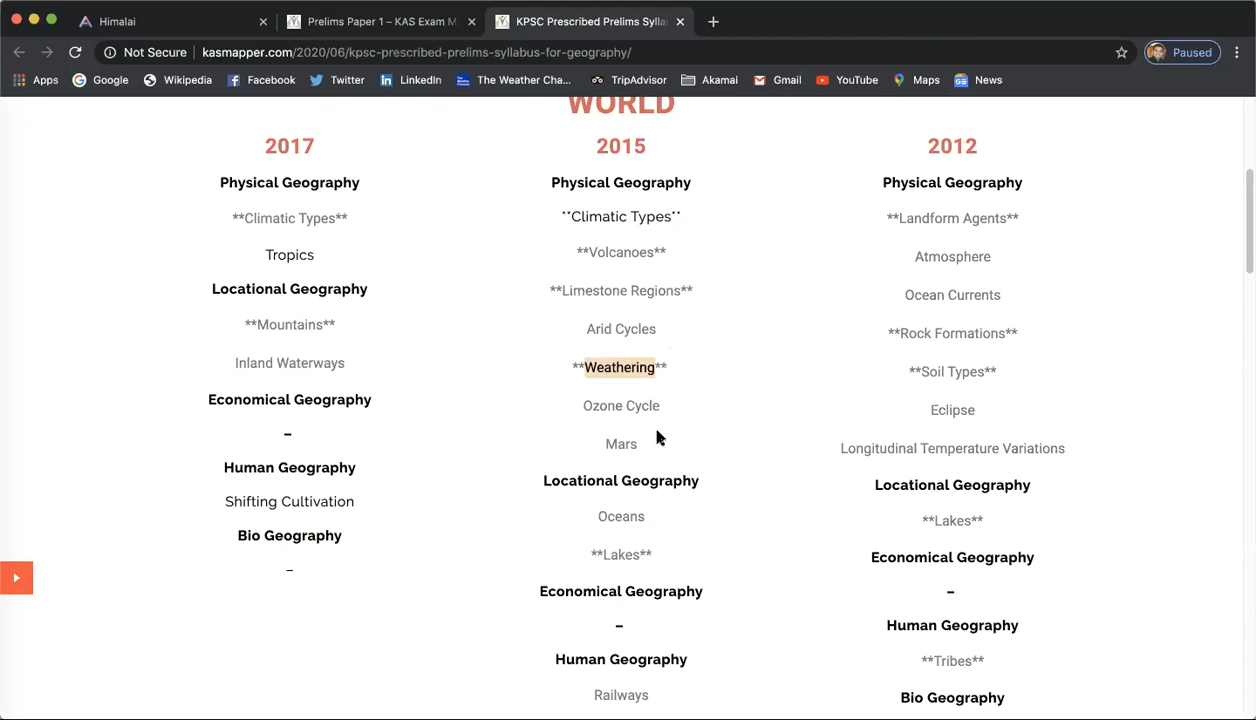 Himalai
Prelims Paper 1 – KAS Exam M
KPSC Prescribed Prelims Sylla
Not Secure
kasmapper.com/2020/06/kpsc-prescribed-prelims-syllabus-for-geography/
Paused
Apps
Google
Wikipedia
Facebook
Twitter
LinkedIn
The Weather Cha...
TripAdvisor
Akamai
Gmail
YouTube
Maps
News
WORLD
2017
Physical Geography
**Climatic Types**
Tropics
Locational Geography
**Mountains**
Inland Waterways
Economical Geography
–
Human Geography
Shifting Cultivation
Bio Geography
–
2015
Physical Geography
**Climatic Types**
**Volcanoes**
**Limestone Regions**
Arid Cycles
**Weathering**
Ozone Cycle
Mars
Locational Geography
Oceans
**Lakes**
Economical Geography
–
Human Geography
Railways
2012
Physical Geography
**Landform Agents**
Atmosphere
Ocean Currents
**Rock Formations**
**Soil Types**
Eclipse
Longitudinal Temperature Variations
Locational Geography
**Lakes**
Economical Geography
–
Human Geography
**Tribes**
Bio Geography